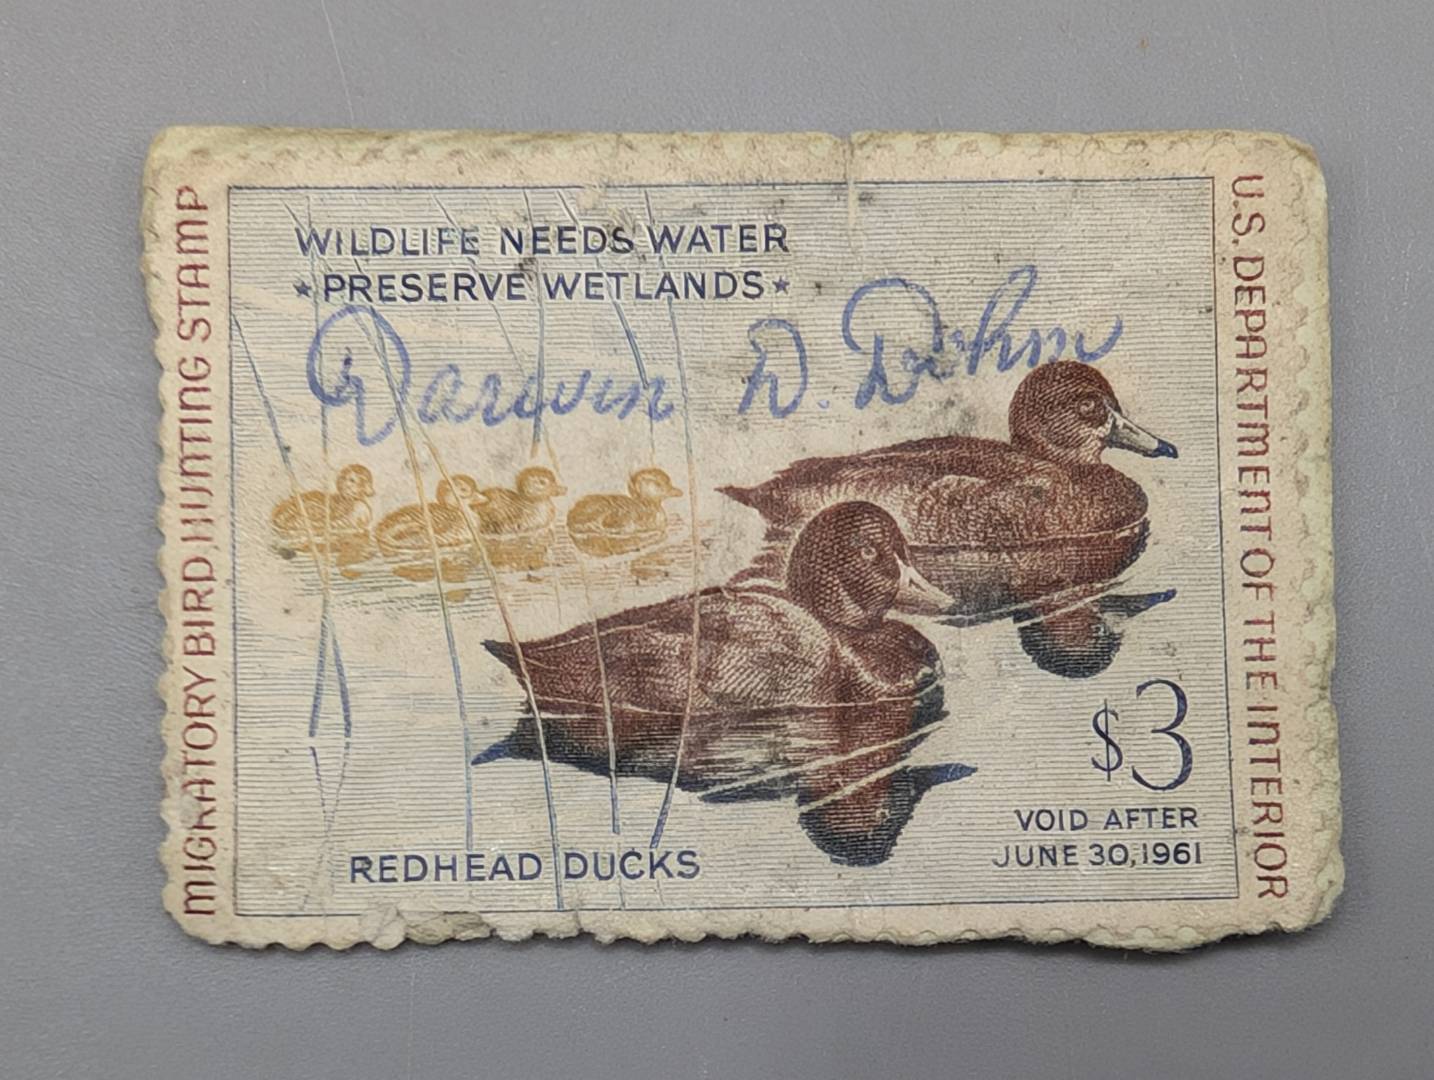 MIGRATORY BIRD HUNTING STAMP
WILDLIFE NEEDS WATER
★PRESERVE WETLANDS★
Darwin D. Dohm
$3
VOID AFTER
JUNE 30, 1961
REDHEAD DUCKS
U.S. DEPARTMENT OF THE INTERIOR